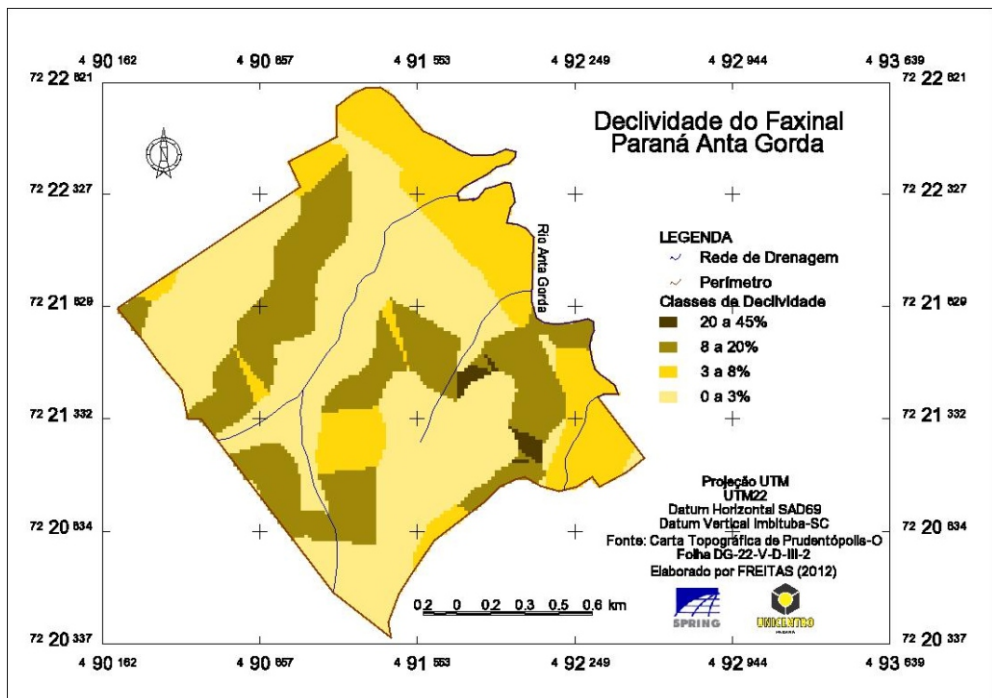 4 90 162 4 90 857 4 91 553 4 92 249 4 92 944 4 93 639
72 22 821 72 22 821
Declividade do Faxinal
Paraná Anta Gorda
72 22 327 72 22 327
Rio Anta Gorda
LEGENDA
Rede de Drenagem
Perímetro
72 21 829 72 21 829
Classes de Declividade
20 a 45%
8 a 20%
3 a 8%
0 a 3%
72 21 332 72 21 332
Projeção UTM
UTM22
Datum Horizontal SAD69
Datum Vertical Imbituba-SC
72 20 834 72 20 834
Fonte: Carta Topográfica de Prudentópolis-O
Folha DG-22-V-D-III-2
Elaborado por FREITAS (2012)
0.2 0 0.2 0.3 0.5 0.6 km
SPRING
UNICENTRO
PARANÁ
72 20 337 72 20 337
4 90 162 4 90 857 4 91 553 4 92 249 4 92 944 4 93 639